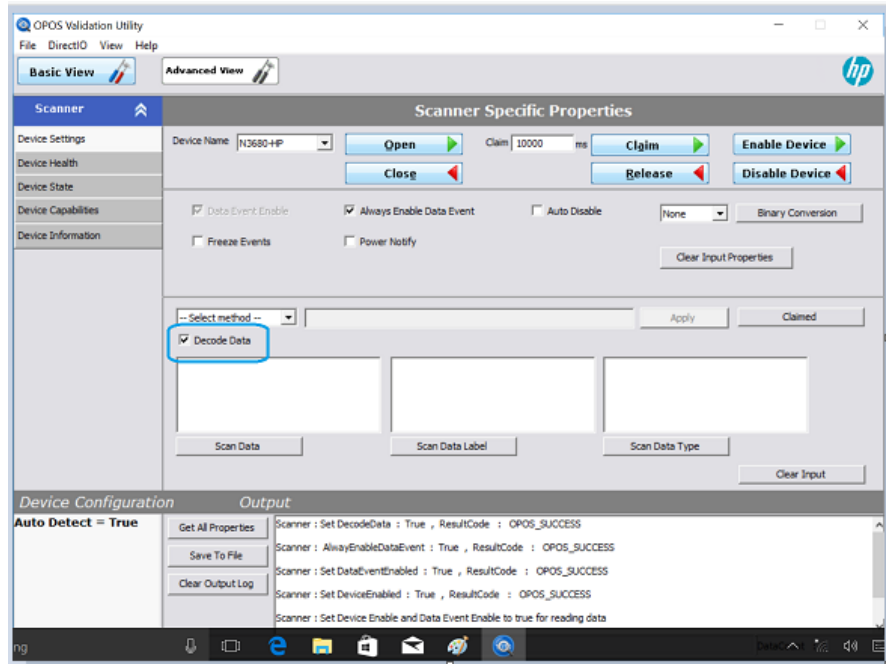 OPOS Validation Utility
File DirectIO View Help
Basic View
Advanced View
hp
Scanner
Scanner Specific Properties
Device Settings
Device Health
Device State
Device Capabilities
Device Information
Device Name N3680-HP Open Claim 10000 ms Claim Enable Device
Close Release Disable Device
Data Event Enable Always Enable Data Event Auto Disable None Binary Conversion
Freeze Events Power Notify
Clear Input Properties
-- Select method -- Apply Claimed
Decode Data
Scan Data Scan Data Label Scan Data Type
Clear Input
Device Configuration Output
Auto Detect = True
Get All Properties
Save To File
Clear Output Log
Scanner : Set DecodeData : True , ResultCode : OPOS_SUCCESS
Scanner : AlwayEnableDataEvent : True , ResultCode : OPOS_SUCCESS
Scanner : Set DataEventEnabled : True , ResultCode : OPOS_SUCCESS
Scanner : Set DeviceEnabled : True , ResultCode : OPOS_SUCCESS
Scanner : Set Device Enable and Data Event Enable to true for reading data
ng